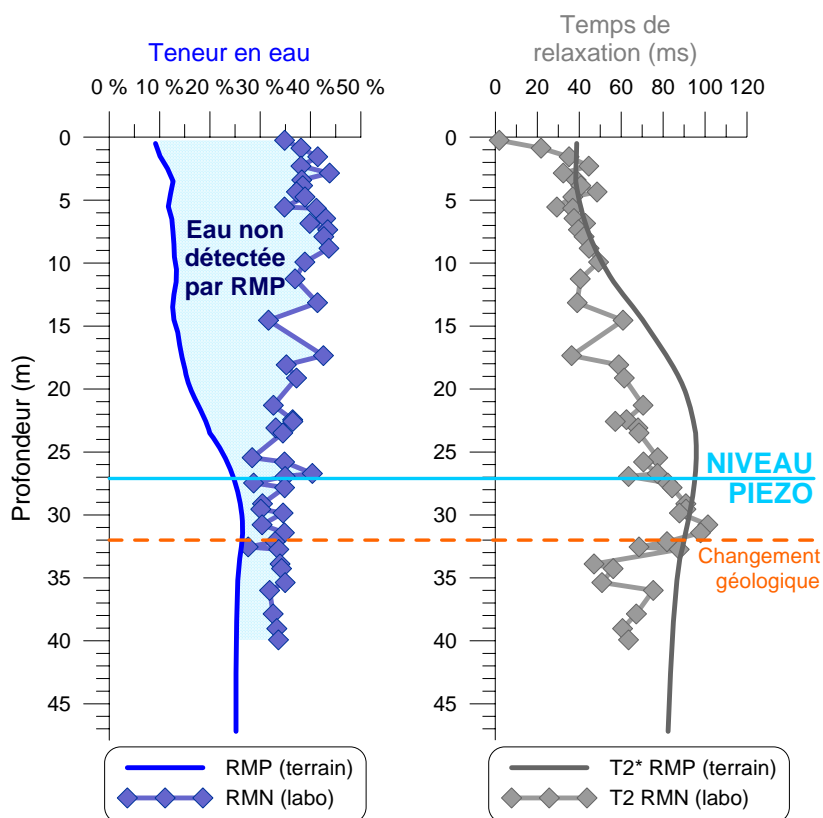 Teneur en eau
Temps de
relaxation (ms)
0 % 10 % 20 % 30 % 40 % 50 %
0 20 40 60 80 100 120
0
5
10
15
20
25
30
35
40
45
Profondeur (m)
Eau non
détectée
par RMP
0
5
10
15
20
25
30
35
40
45
NIVEAU
PIEZO
Changement
géologique
RMP (terrain)
RMN (labo)
T2* RMP (terrain)
T2 RMN (labo)